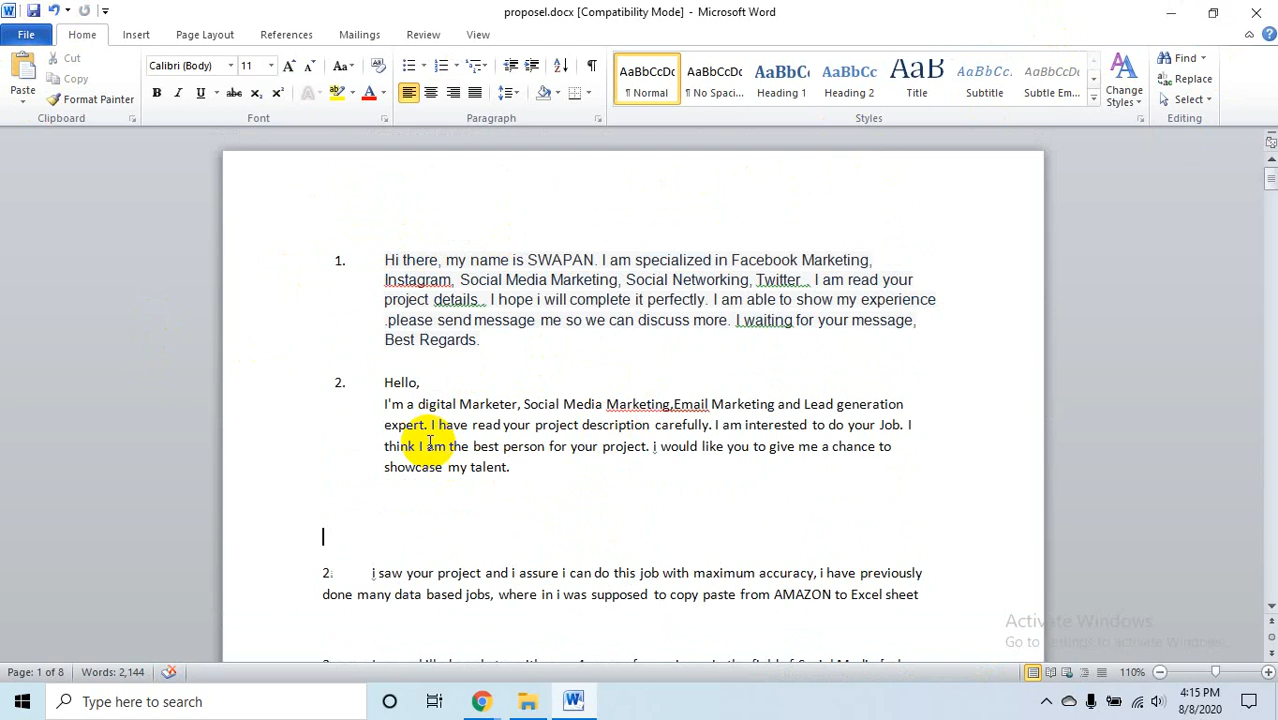 proposel.docx [Compatibility Mode] - Microsoft Word
File Home Insert Page Layout References Mailings Review View
Paste
Cut
Copy
Format Painter
Clipboard
Calibri (Body) 11
Font
Paragraph
AaBbCcDc AaBbCcDc AaBbC AaBbCc AaB AaBbCcL AaBbCcDc
¶ Normal ¶ No Spaci... Heading 1 Heading 2 Title Subtitle Subtle Em...
Change
Styles
Styles
Find
Replace
Select
Editing
1. Hi there, my name is SWAPAN. I am specialized in Facebook Marketing,
Instagram, Social Media Marketing, Social Networking, Twitter . I am read your
project details . I hope i will complete it perfectly. I am able to show my experience
.please send message me so we can discuss more. I waiting for your message,
Best Regards.
2. Hello,
I'm a digital Marketer, Social Media Marketing,Email Marketing and Lead generation
expert. I have read your project description carefully. I am interested to do your Job. I
think I am the best person for your project. i would like you to give me a chance to
showcase my talent.
2. i saw your project and i assure i can do this job with maximum accuracy, i have previously
done many data based jobs, where in i was supposed to copy paste from AMAZON to Excel sheet
Activate Windows
Go to Settings to activate Windows.
Page: 1 of 8 Words: 2,144 110%
Type here to search
4:15 PM
8/8/2020